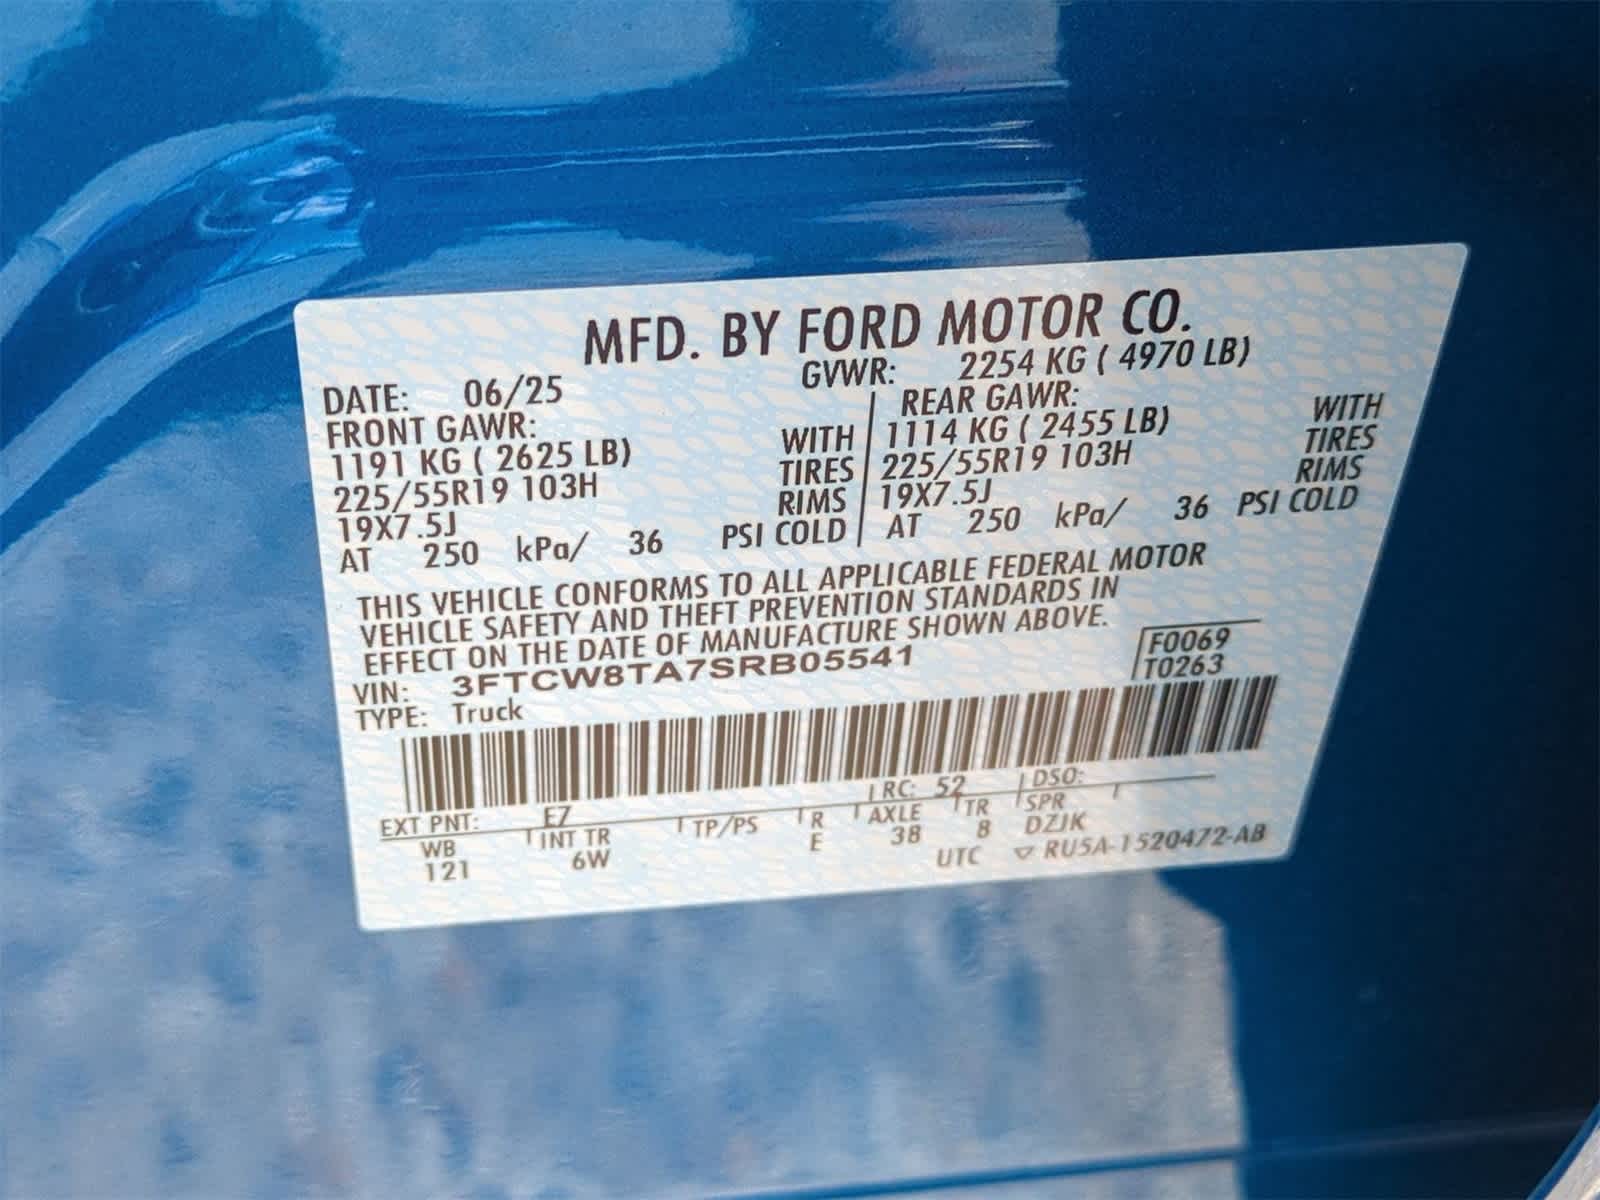 MFD. BY FORD MOTOR CO.
DATE: 06/25 GVWR: 2254 KG ( 4970 LB)
FRONT GAWR: REAR GAWR:
1191 KG ( 2625 LB) WITH 1114 KG ( 2455 LB) WITH
225/55R19 103H TIRES 225/55R19 103H TIRES
19X7.5J RIMS 19X7.5J RIMS
AT 250 kPa/ 36 PSI COLD AT 250 kPa/ 36 PSI COLD
THIS VEHICLE CONFORMS TO ALL APPLICABLE FEDERAL MOTOR
VEHICLE SAFETY AND THEFT PREVENTION STANDARDS IN
EFFECT ON THE DATE OF MANUFACTURE SHOWN ABOVE.
VIN: 3FTCW8TA7SRB05541 F0069
TYPE: Truck T0263
EXT PNT: EZ RC: 52 DSO:
WB INT TR TP/PS R AXLE TR SPR
121 6W E 38 8 DZJK
UTC ▽ RU5A-1520472-AB